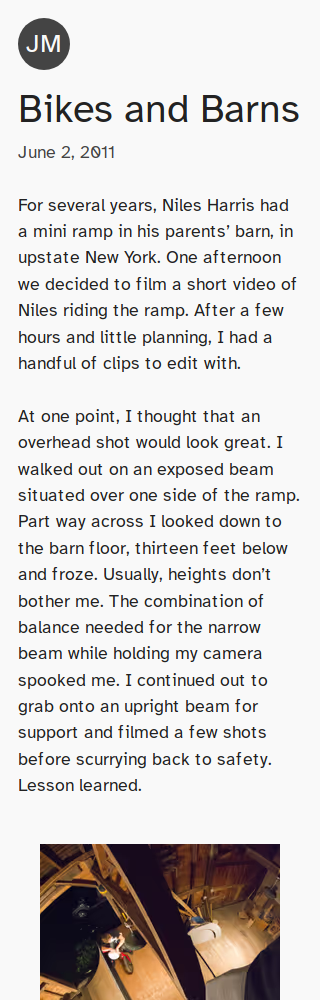 JM
Bikes and Barns
June 2, 2011
For several years, Niles Harris had
a mini ramp in his parents’ barn, in
upstate New York. One afternoon
we decided to film a short video of
Niles riding the ramp. After a few
hours and little planning, I had a
handful of clips to edit with.
At one point, I thought that an
overhead shot would look great. I
walked out on an exposed beam
situated over one side of the ramp.
Part way across I looked down to
the barn floor, thirteen feet below
and froze. Usually, heights don’t
bother me. The combination of
balance needed for the narrow
beam while holding my camera
spooked me. I continued out to
grab onto an upright beam for
support and filmed a few shots
before scurrying back to safety.
Lesson learned.